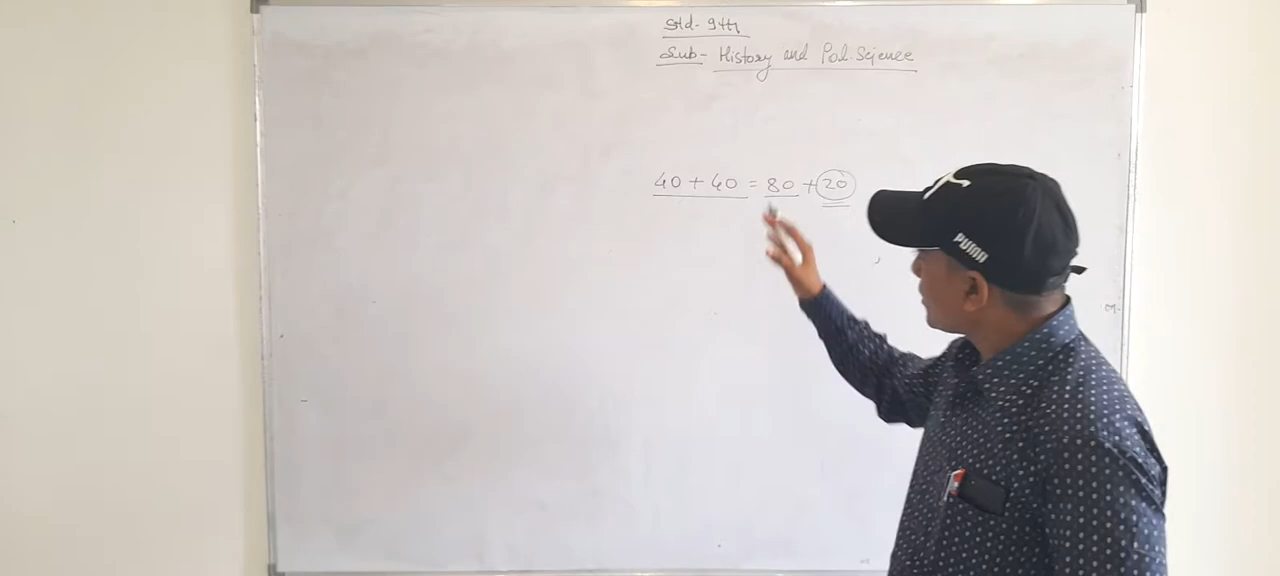 Std- 9th
Sub- History and Pol. Science
40 + 40 = 80 + 20
PUMA